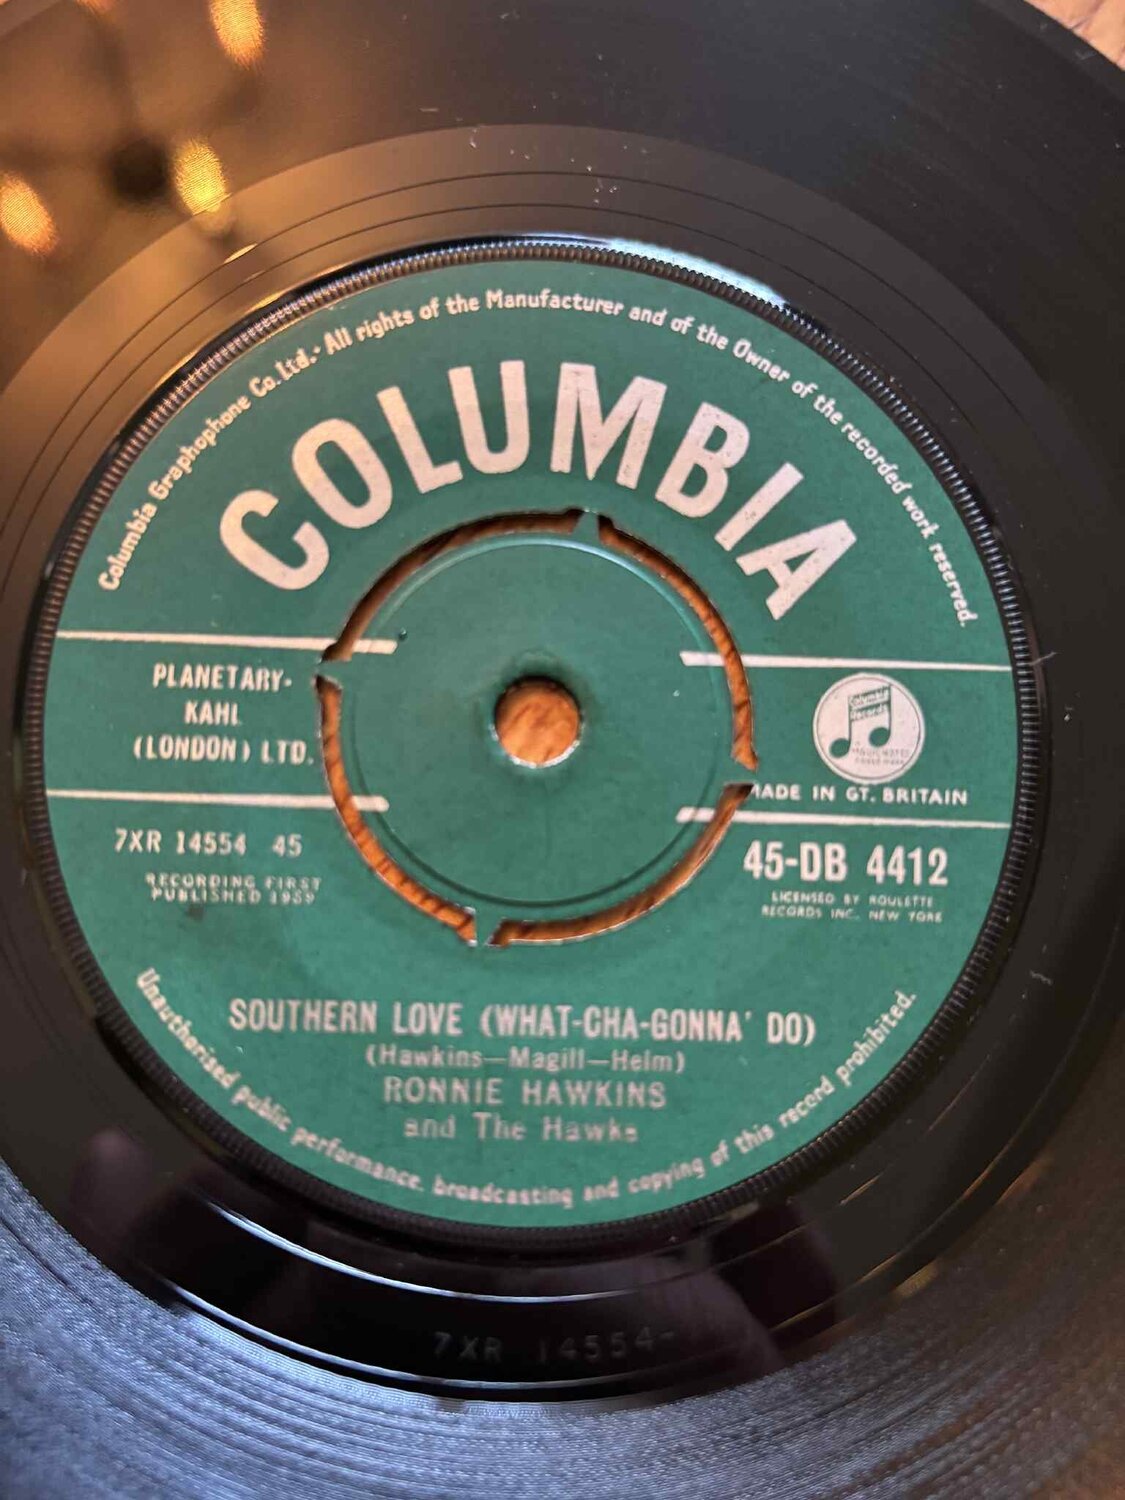 Columbia Graphophone Co. Ltd. · All rights of the Manufacturer and of the Owner of the recorded work reserved.
COLUMBIA
PLANETARY-
KAHL
(LONDON) LTD.
Columbia
Records
MADE IN GT. BRITAIN
7XR 14554 45
RECORDING FIRST
PUBLISHED 1959
45-DB 4412
LICENSED BY ROULETTE
RECORDS INC. NEW YORK
SOUTHERN LOVE (WHAT-CHA-GONNA' DO)
(Hawkins—Magill—Helm)
RONNIE HAWKINS
and The Hawks
Unauthorised public performance, broadcasting and copying of this record prohibited.
7XR 14554-